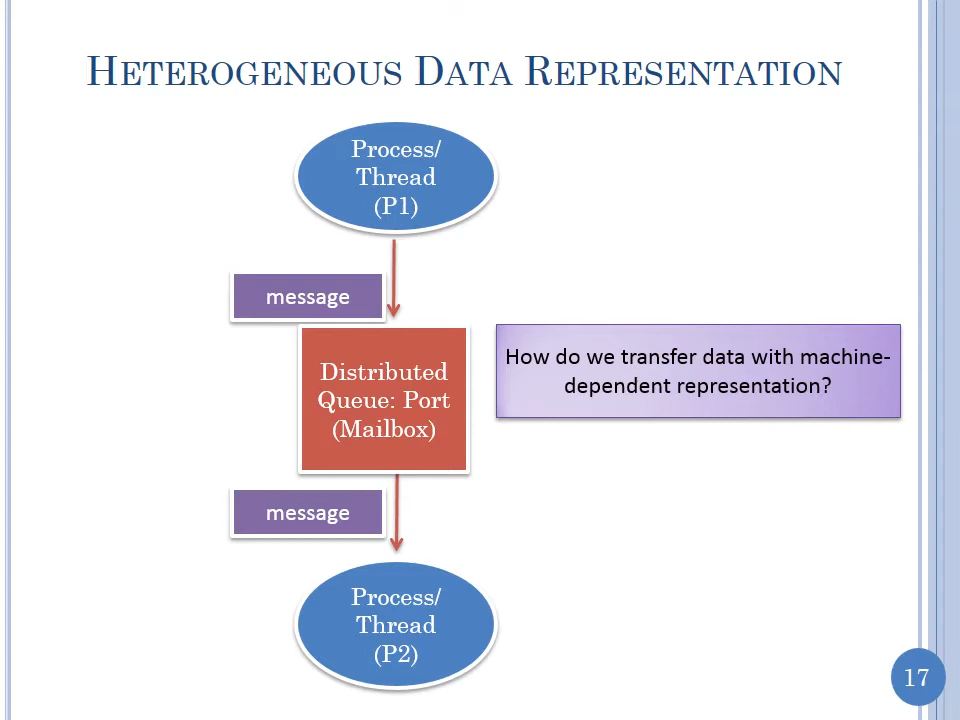 HETEROGENEOUS DATA REPRESENTATION
Process/
Thread
(P1)
message
Distributed
Queue: Port
(Mailbox)
How do we transfer data with machine-
dependent representation?
message
Process/
Thread
(P2)
17